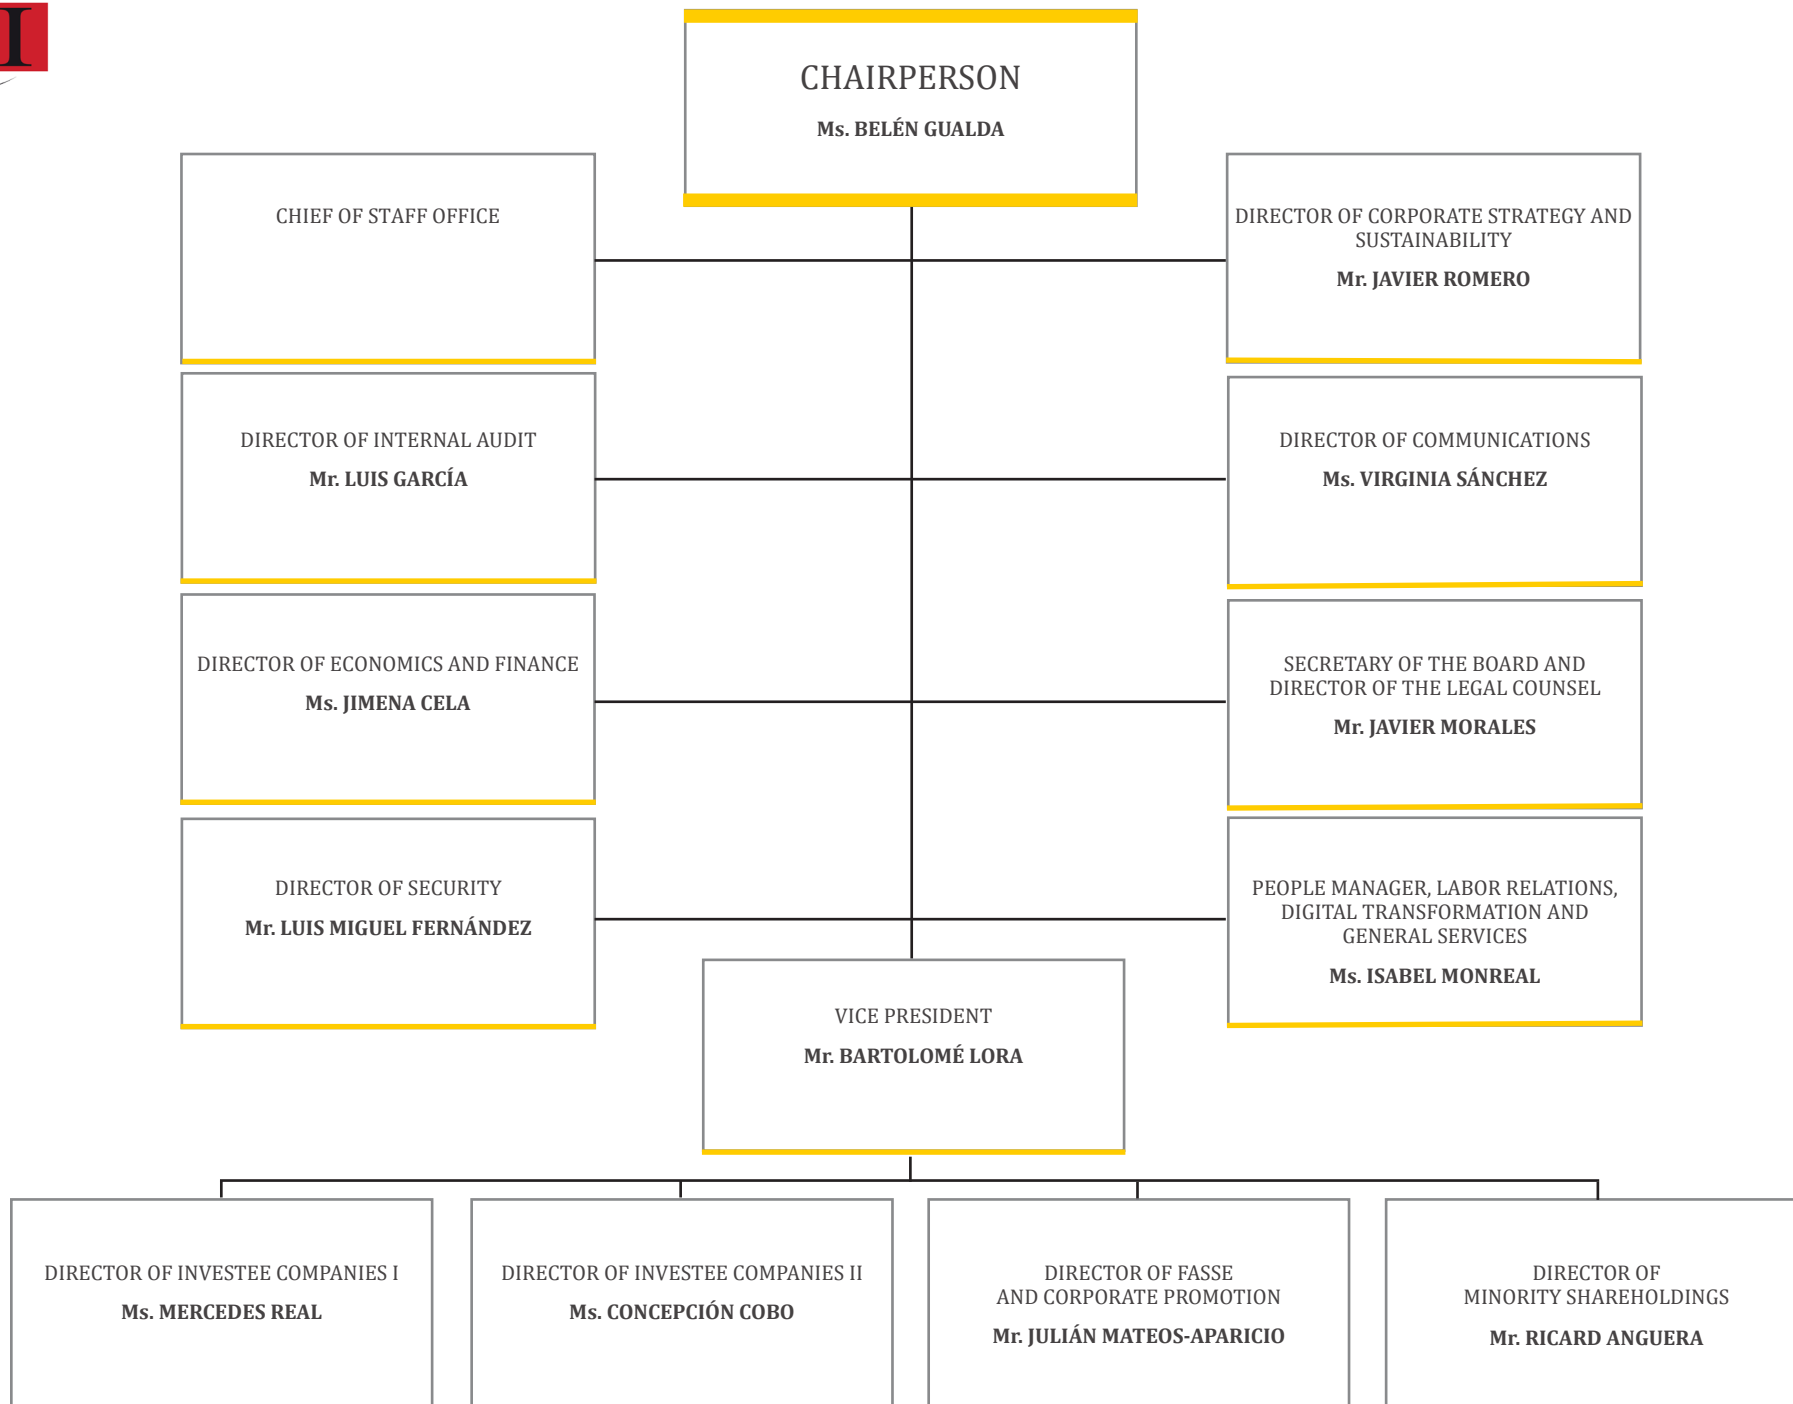 I
CHAIRPERSON
Ms. BELÉN GUALDA
CHIEF OF STAFF OFFICE
DIRECTOR OF CORPORATE STRATEGY AND
SUSTAINABILITY
Mr. JAVIER ROMERO
DIRECTOR OF INTERNAL AUDIT
Mr. LUIS GARCÍA
DIRECTOR OF COMMUNICATIONS
Ms. VIRGINIA SÁNCHEZ
DIRECTOR OF ECONOMICS AND FINANCE
Ms. JIMENA CELA
SECRETARY OF THE BOARD AND
DIRECTOR OF THE LEGAL COUNSEL
Mr. JAVIER MORALES
DIRECTOR OF SECURITY
Mr. LUIS MIGUEL FERNÁNDEZ
PEOPLE MANAGER, LABOR RELATIONS,
DIGITAL TRANSFORMATION AND
GENERAL SERVICES
Ms. ISABEL MONREAL
VICE PRESIDENT
Mr. BARTOLOMÉ LORA
DIRECTOR OF INVESTEE COMPANIES I
Ms. MERCEDES REAL
DIRECTOR OF INVESTEE COMPANIES II
Ms. CONCEPCIÓN COBO
DIRECTOR OF FASSE
AND CORPORATE PROMOTION
Mr. JULIÁN MATEOS-APARICIO
DIRECTOR OF
MINORITY SHAREHOLDINGS
Mr. RICARD ANGUERA